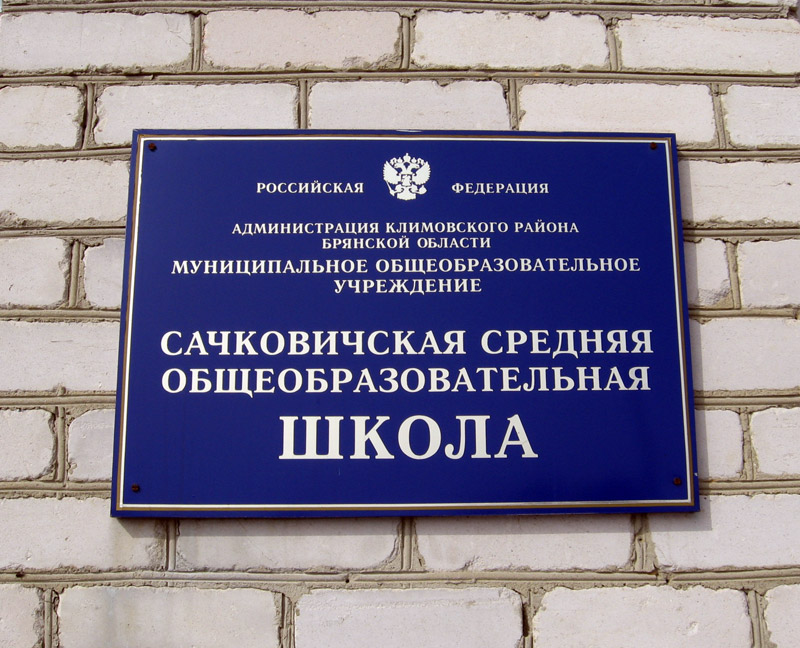 РОССИЙСКАЯ ФЕДЕРАЦИЯ
АДМИНИСТРАЦИЯ КЛИМОВСКОГО РАЙОНА
БРЯНСКОЙ ОБЛАСТИ
МУНИЦИПАЛЬНОЕ ОБЩЕОБРАЗОВАТЕЛЬНОЕ
УЧРЕЖДЕНИЕ
САЧКОВИЧСКАЯ СРЕДНЯЯ
ОБЩЕОБРАЗОВАТЕЛЬНАЯ
ШКОЛА